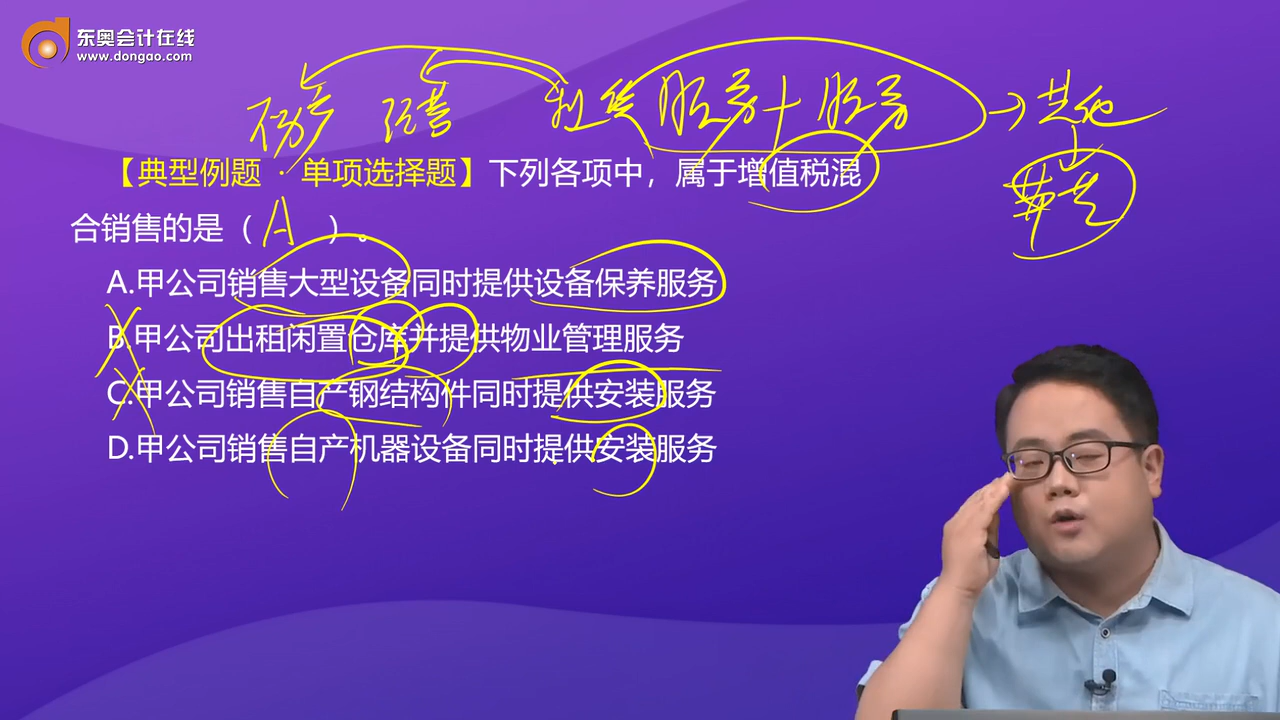 东奥会计在线
www.dongao.com
服务+服务→其他
【典型例题·单项选择题】下列各项中，属于增值税混
合销售的是（A）。
A.甲公司销售大型设备同时提供设备保养服务
B.甲公司出租闲置仓库并提供物业管理服务
C.甲公司销售自产钢结构件同时提供安装服务
D.甲公司销售自产机器设备同时提供安装服务